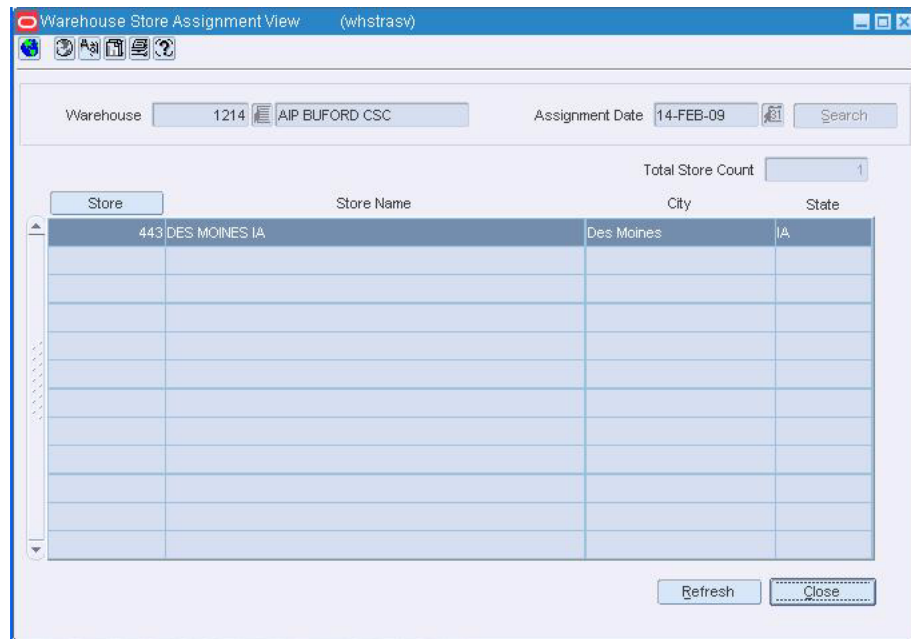 Warehouse Store Assignment View (whstrasv)
Warehouse 1214 AIP BUFORD CSC Assignment Date 14-FEB-09 31 Search
Total Store Count 1
Store Store Name City State
443 DES MOINES IA Des Moines IA
Refresh Close